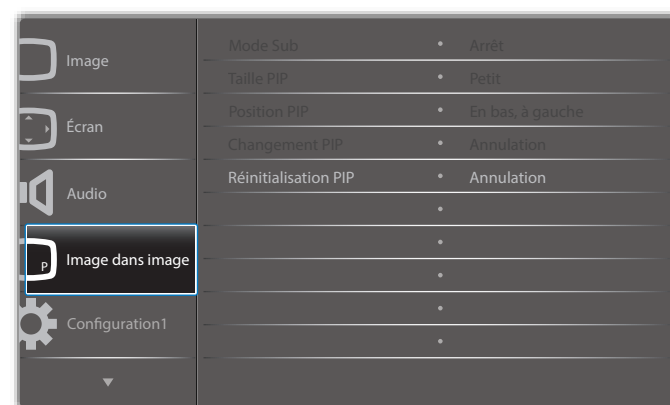 Image
Écran
Audio
P
Image dans image
Configuration1
Mode Sub • Arrêt
Taille PIP • Petit
Position PIP • En bas, à gauche
Changement PIP • Annulation
Réinitialisation PIP • Annulation